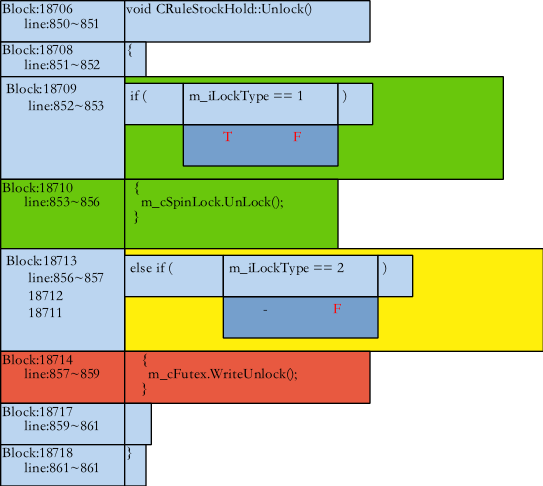 Block:18706 void CRuleStockHold::Unlock()
line:850~851
Block:18708 {
line:851~852
Block:18709
line:852~853
if ( m_iLockType == 1 )
T F
Block:18710 {
line:853~856 m_cSpinLock.UnLock();
}
Block:18713
else if ( m_iLockType == 2 )
line:856~857
18712
18711
- F
Block:18714 {
line:857~859 m_cFutex.WriteUnlock();
}
Block:18717
line:859~861
Block:18718 }
line:861~861